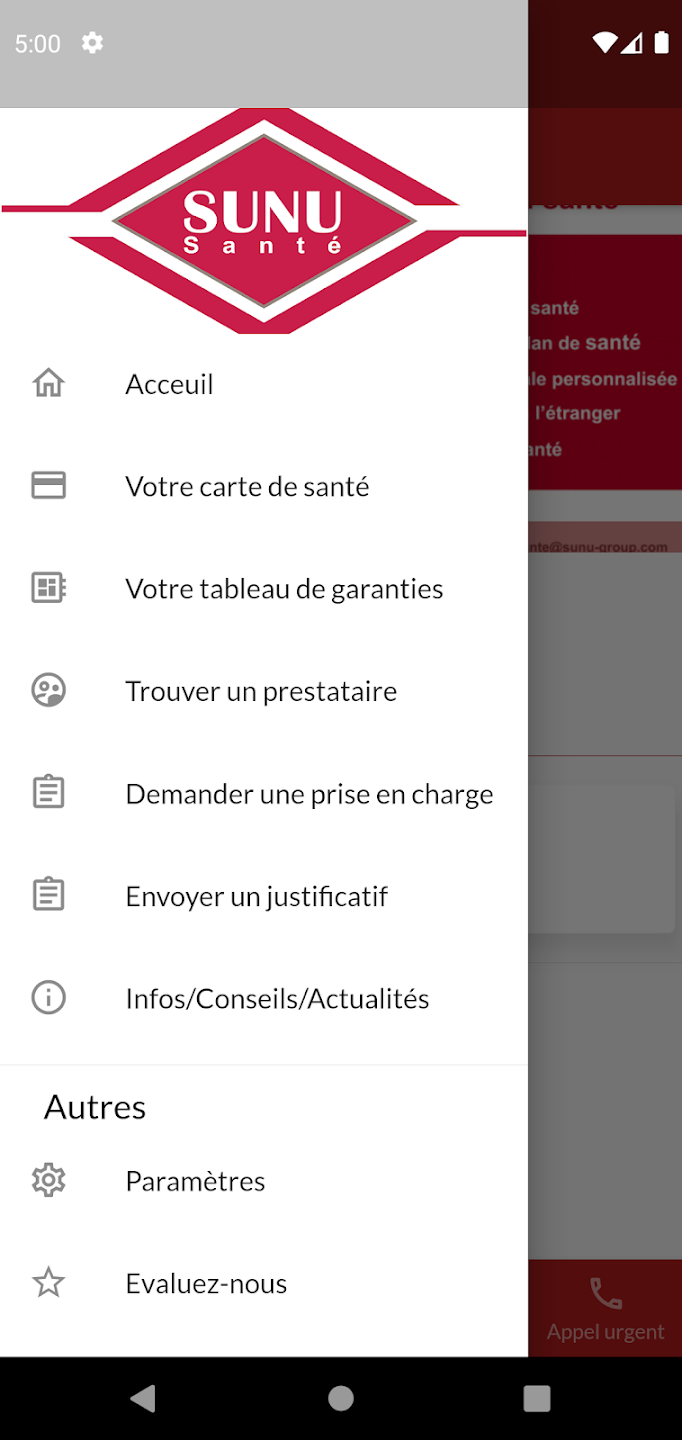 5:00
SUNU
Santé
santé
lan de santé
le personnalisée
l'étranger
nté
nte@sunu-group.com
Acceuil
Votre carte de santé
Votre tableau de garanties
Trouver un prestataire
Demander une prise en charge
Envoyer un justificatif
Infos/Conseils/Actualités
Autres
Paramètres
Evaluez-nous
Appel urgent